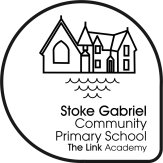 Stoke Gabriel
Community
Primary School
The Link Academy